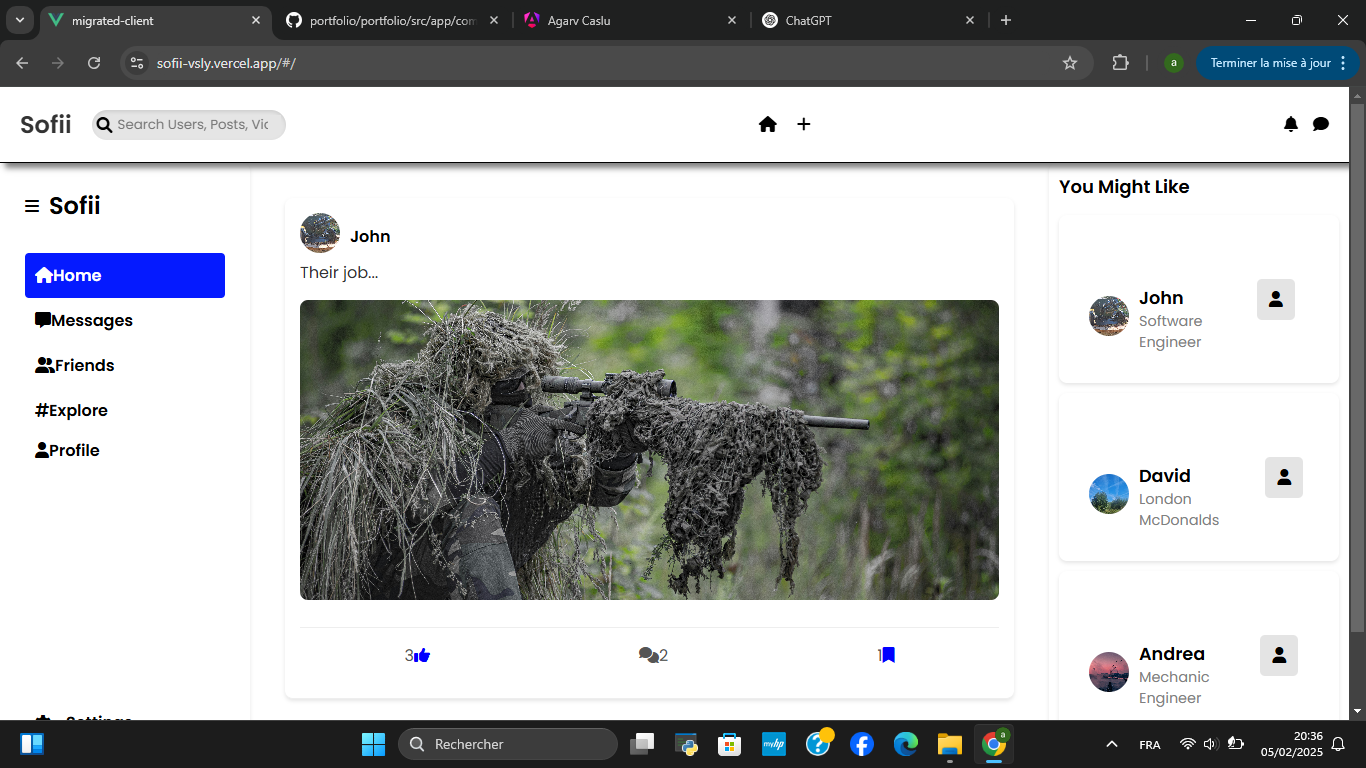 migrated-client
portfolio/portfolio/src/app/com
Agarv Caslu
ChatGPT
sofii-vsly.vercel.app/#/
a
Terminer la mise à jour
Sofii
Search Users, Posts, Vic
Sofii
Home
Messages
Friends
#Explore
Profile
Settings
John
Their job...
3
2
1
You Might Like
John
Software
Engineer
David
London
McDonalds
Andrea
Mechanic
Engineer
Rechercher
myhp
a
FRA
20:36
05/02/2025